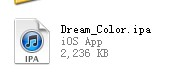 IPA
Dream_Color.ipa
iOS App
2,236 KB